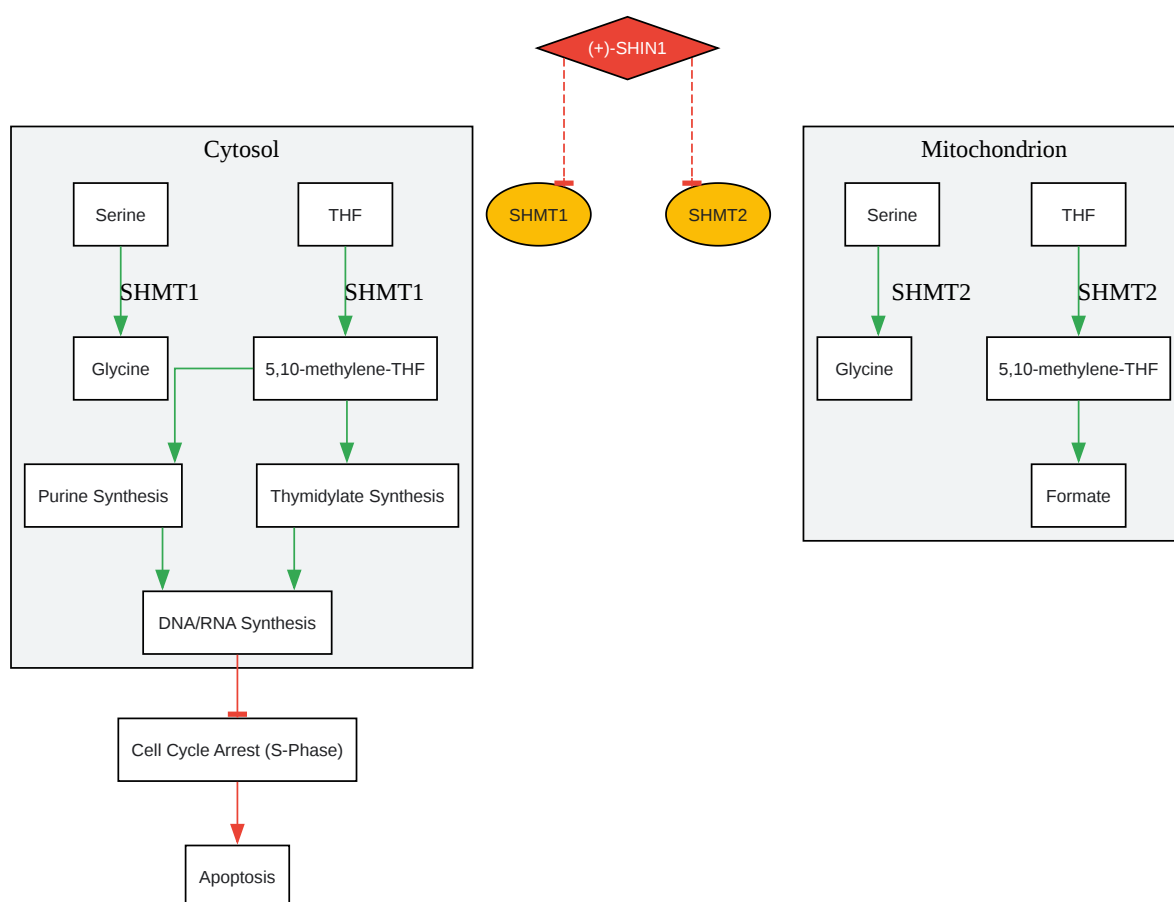 (+)-SHIN1
Cytosol
Mitochondrion
Serine
THF
SHMT1
SHMT2
Serine
THF
SHMT1
SHMT1
SHMT2
SHMT2
Glycine
5,10-methylene-THF
Glycine
5,10-methylene-THF
Purine Synthesis
Thymidylate Synthesis
Formate
DNA/RNA Synthesis
Cell Cycle Arrest (S-Phase)
Apoptosis